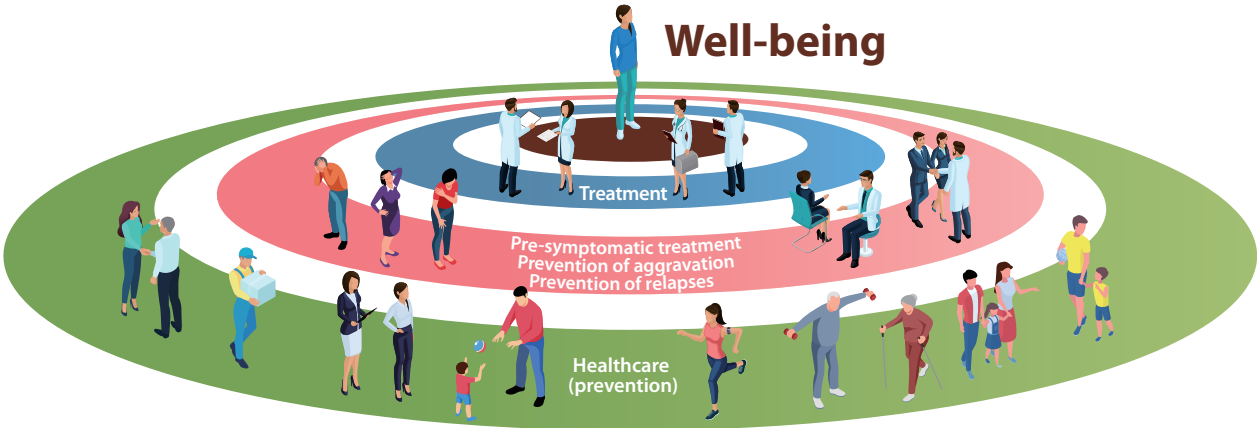 Well-being
Treatment
Pre-symptomatic treatment
Prevention of aggravation
Prevention of relapses
Healthcare
(prevention)